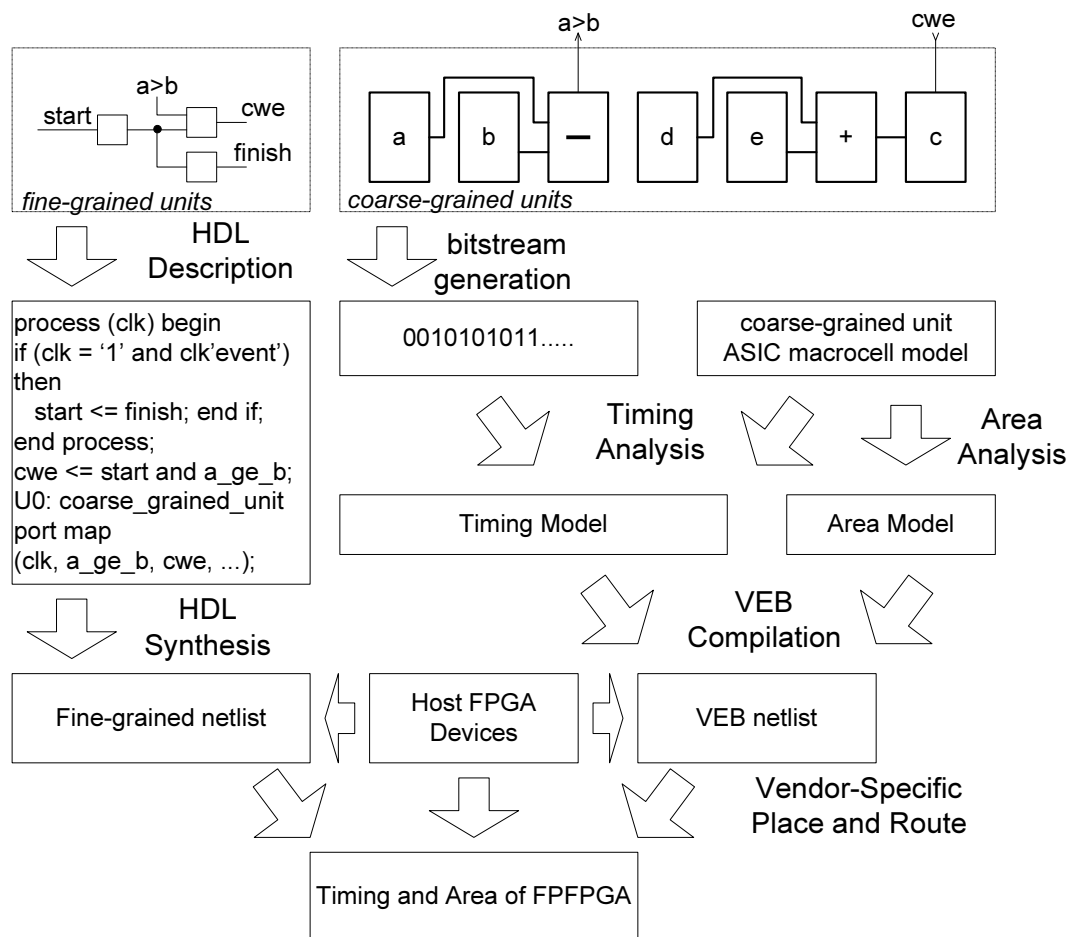 a>b
cwe
a>b
start
cwe
finish
fine-grained units
a
b
−
d
e
+
c
coarse-grained units
HDL
Description
bitstream
generation
process (clk) begin
if (clk = ‘1’ and clk’event’)
then
start <= finish; end if;
end process;
cwe <= start and a_ge_b;
U0: coarse_grained_unit
port map
(clk, a_ge_b, cwe, ...);
0010101011.....
coarse-grained unit
ASIC macrocell model
Timing
Analysis
Area
Analysis
Timing Model
Area Model
HDL
Synthesis
VEB
Compilation
Fine-grained netlist
Host FPGA
Devices
VEB netlist
Vendor-Specific
Place and Route
Timing and Area of FPFPGA